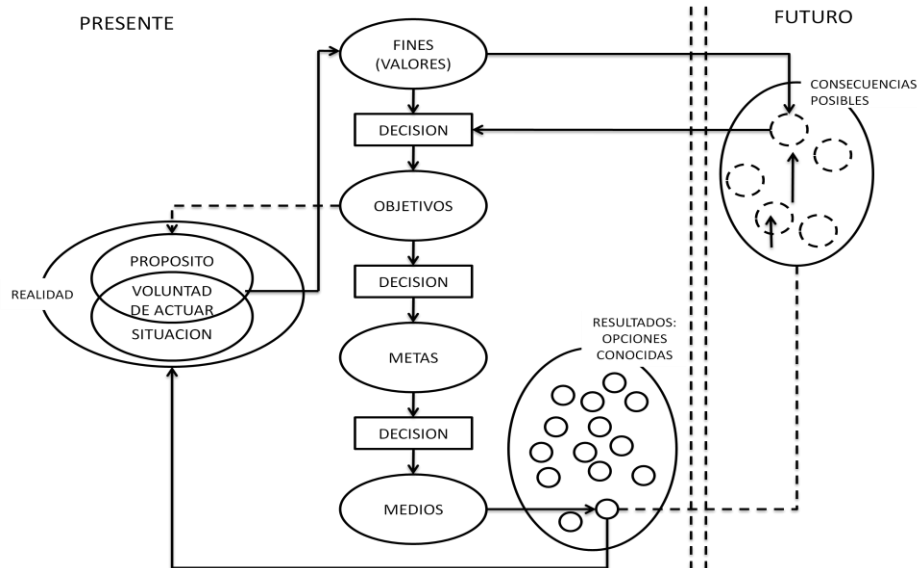 PRESENTE
FUTURO
FINES
(VALORES)
CONSECUENCIAS
POSIBLES
DECISION
OBJETIVOS
REALIDAD
PROPOSITO
VOLUNTAD
DE ACTUAR
SITUACION
DECISION
METAS
RESULTADOS:
OPCIONES
CONOCIDAS
DECISION
MEDIOS